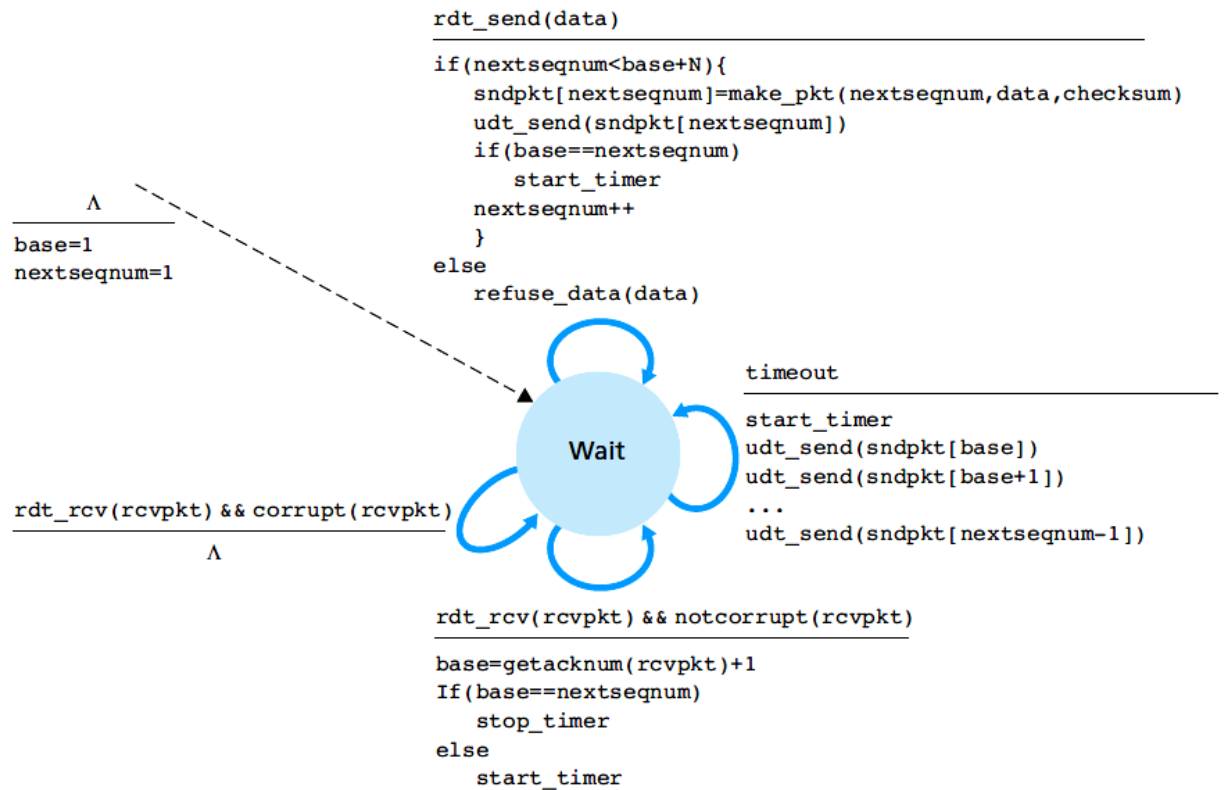 rdt_send(data)
if(nextseqnum<base+N){
sndpkt[nextseqnum]=make_pkt(nextseqnum,data,checksum)
udt_send(sndpkt[nextseqnum])
if(base==nextseqnum)
start_timer
nextseqnum++
}
else
refuse_data(data)
Λ
base=1
nextseqnum=1
Wait
timeout
start_timer
udt_send(sndpkt[base])
udt_send(sndpkt[base+1])
...
udt_send(sndpkt[nextseqnum-1])
rdt_rcv(rcvpkt) && corrupt(rcvpkt)
Λ
rdt_rcv(rcvpkt) && notcorrupt(rcvpkt)
base=getacknum(rcvpkt)+1
If(base==nextseqnum)
stop_timer
else
start_timer